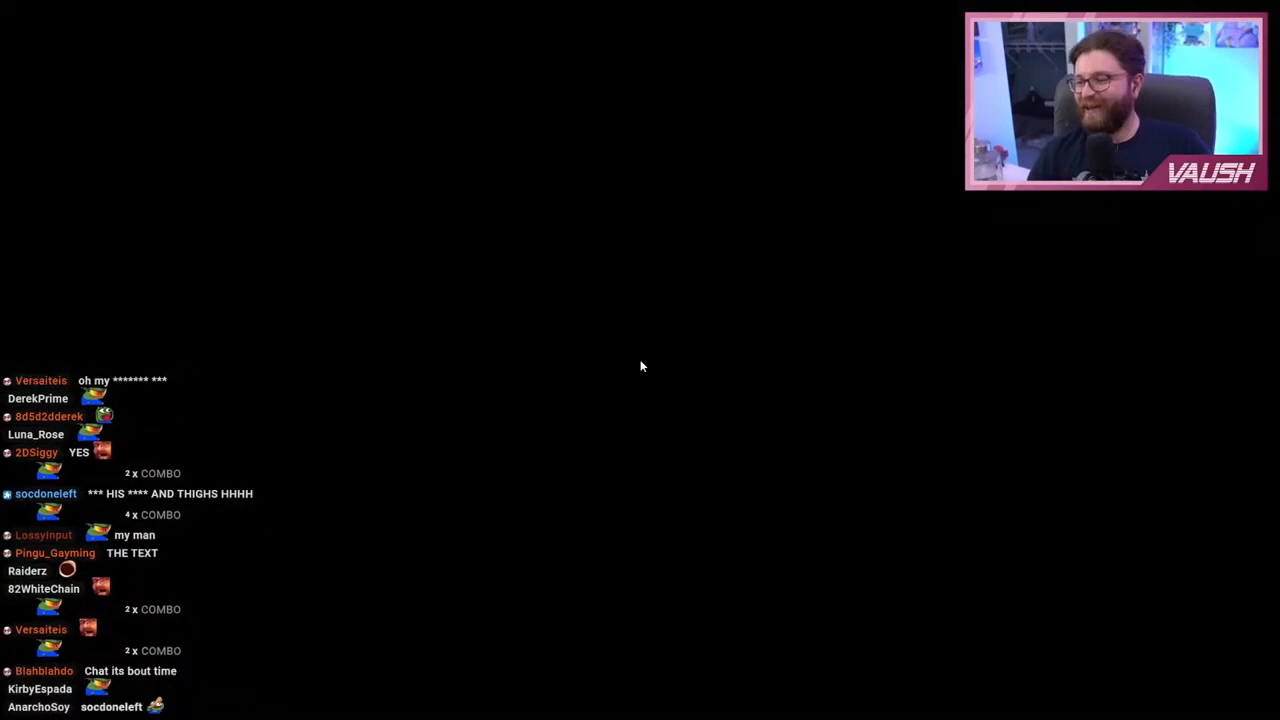 VAUSH
Versaiteis oh my ******* ***
DerekPrime
8d5d2dderek
Luna_Rose
2DSiggy YES
2 x COMBO
socdoneleft *** HIS **** AND THIGHS HHHH
4 x COMBO
LossyInput my man
Pingu_Gayming THE TEXT
Raiderz
82WhiteChain
2 x COMBO
Versaiteis
2 x COMBO
Blahblahdo Chat its bout time
KirbyEspada
AnarchoSoy socdoneleft